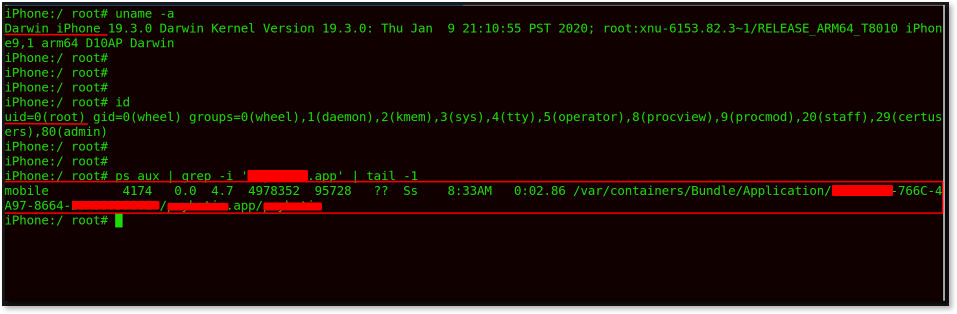 iPhone:/ root# uname -a
Darwin iPhone 19.3.0 Darwin Kernel Version 19.3.0: Thu Jan  9 21:10:55 PST 2020; root:xnu-6153.82.3~1/RELEASE_ARM64_T8010 iPhon
e9,1 arm64 D10AP Darwin
iPhone:/ root#
iPhone:/ root#
iPhone:/ root#
iPhone:/ root# id
uid=0(root) gid=0(wheel) groups=0(wheel),1(daemon),2(kmem),3(sys),4(tty),5(operator),8(procview),9(procmod),20(staff),29(certus
ers),80(admin)
iPhone:/ root#
iPhone:/ root#
iPhone:/ root# ps aux | grep -i '.app' | tail -1
mobile 4174 0.0 4.7 4978352 95728 ?? Ss 8:33AM 0:02.86 /var/containers/Bundle/Application/-766C-4
A97-8664-/.app/
iPhone:/ root#